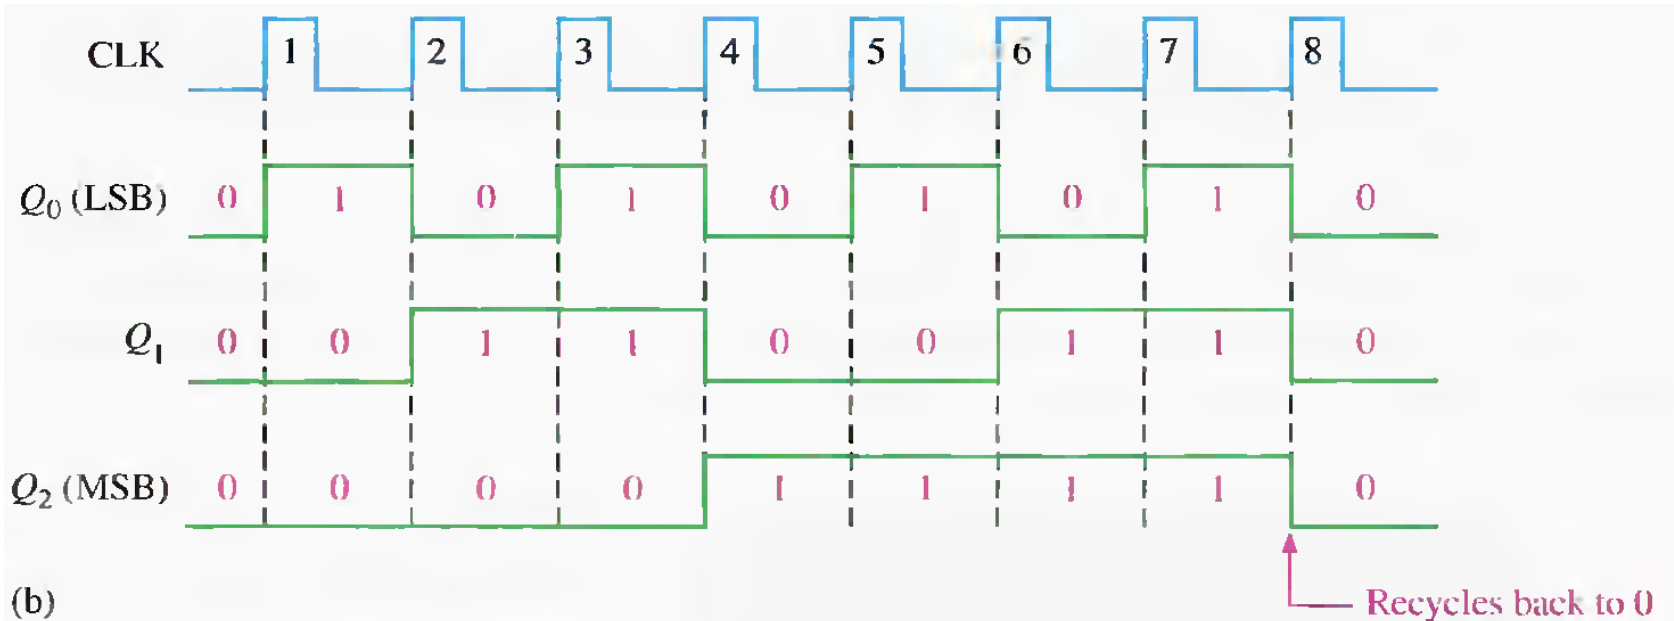 CLK 1 2 3 4 5 6 7 8
Q0 (LSB) 0 1 0 1 0 1 0 1 0
Q1 0 0 1 1 0 0 1 1 0
Q2 (MSB) 0 0 0 0 1 1 1 1 0
(b) Recycles back to 0